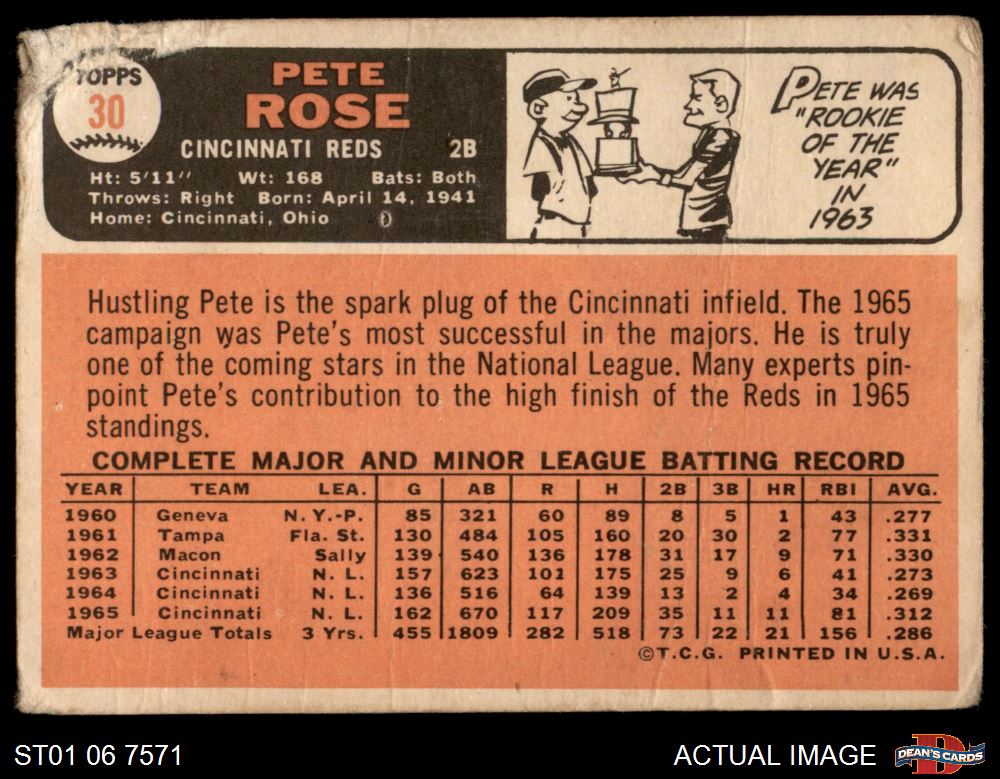 TOPPS
30
PETE
ROSE
CINCINNATI REDS 2B
Ht: 5'11" Wt: 168 Bats: Both
Throws: Right Born: April 14, 1941
Home: Cincinnati, Ohio
PETE WAS
"ROOKIE
OF THE
YEAR"
IN
1963
Hustling Pete is the spark plug of the Cincinnati infield. The 1965
campaign was Pete's most successful in the majors. He is truly
one of the coming stars in the National League. Many experts pin-
point Pete's contribution to the high finish of the Reds in 1965
standings.
COMPLETE MAJOR AND MINOR LEAGUE BATTING RECORD
YEAR TEAM LEA. G AB R H 2B 3B HR RBI AVG.
1960 Geneva N.Y.-P. 85 321 60 89 8 5 1 43 .277
1961 Tampa Fla. St. 130 484 105 160 20 30 2 77 .331
1962 Macon Sally 139 540 136 178 31 17 9 71 .330
1963 Cincinnati N. L. 157 623 101 175 25 9 6 41 .273
1964 Cincinnati N. L. 136 516 64 139 13 2 4 34 .269
1965 Cincinnati N. L. 162 670 117 209 35 11 11 81 .312
Major League Totals 3 Yrs. 455 1809 282 518 73 22 21 156 .286
©T.C.G. PRINTED IN U.S.A.
ST01 06 7571 ACTUAL IMAGE DEAN'S CARDS